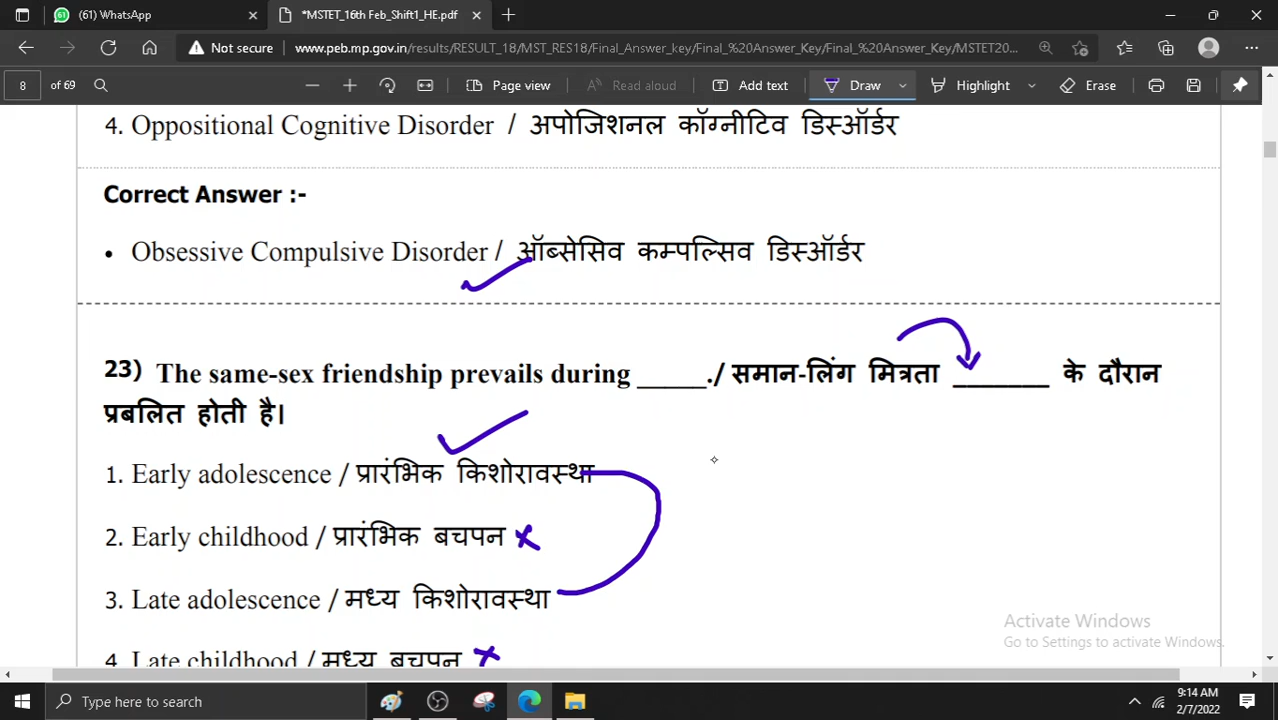 (61) WhatsApp
*MSTET_16th Feb_Shift1_HE.pdf
Not secure www.peb.mp.gov.in/results/RESULT_18/MST_RES18/Final_Answer_key/Final_%20Answer_Key/Final_%20Answer_Key/MSTET20...
8 of 69 Page view Read aloud Add text Draw Highlight Erase
4. Oppositional Cognitive Disorder / अपोजिशनल कॉग्नीटिव डिस्ऑर्डर
Correct Answer :-
• Obsessive Compulsive Disorder / ऑब्सेसिव कम्पल्सिव डिस्ऑर्डर
23) The same-sex friendship prevails during _____./ समान-लिंग मित्रता _______ के दौरान
प्रबलित होती है।
1. Early adolescence / प्रारंभिक किशोरावस्था
2. Early childhood / प्रारंभिक बचपन
3. Late adolescence / मध्य किशोरावस्था
4. Late childhood / मध्य बचपन
Activate Windows
Go to Settings to activate Windows.
Type here to search
9:14 AM
2/7/2022